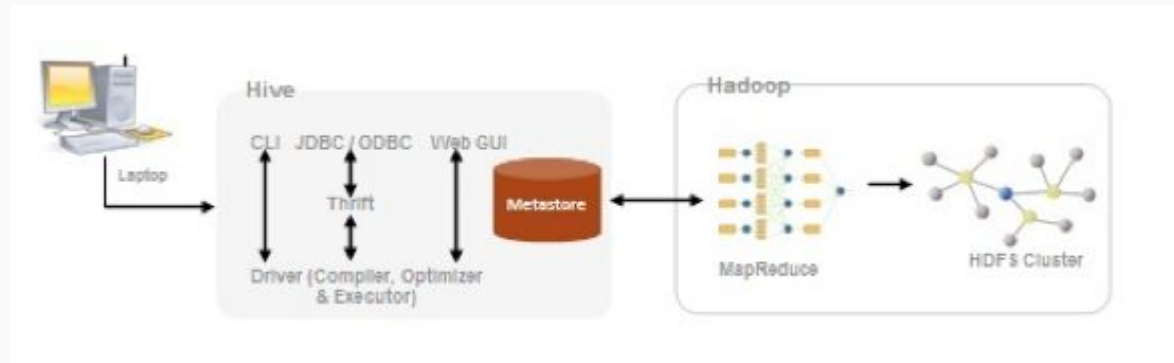 Hive
Hadoop
CLI JDBC / ODBC Web GUI
Laptop
Thrift
Metastore
Driver (Compiler, Optimizer
& Executor)
MapReduce
HDFS Cluster